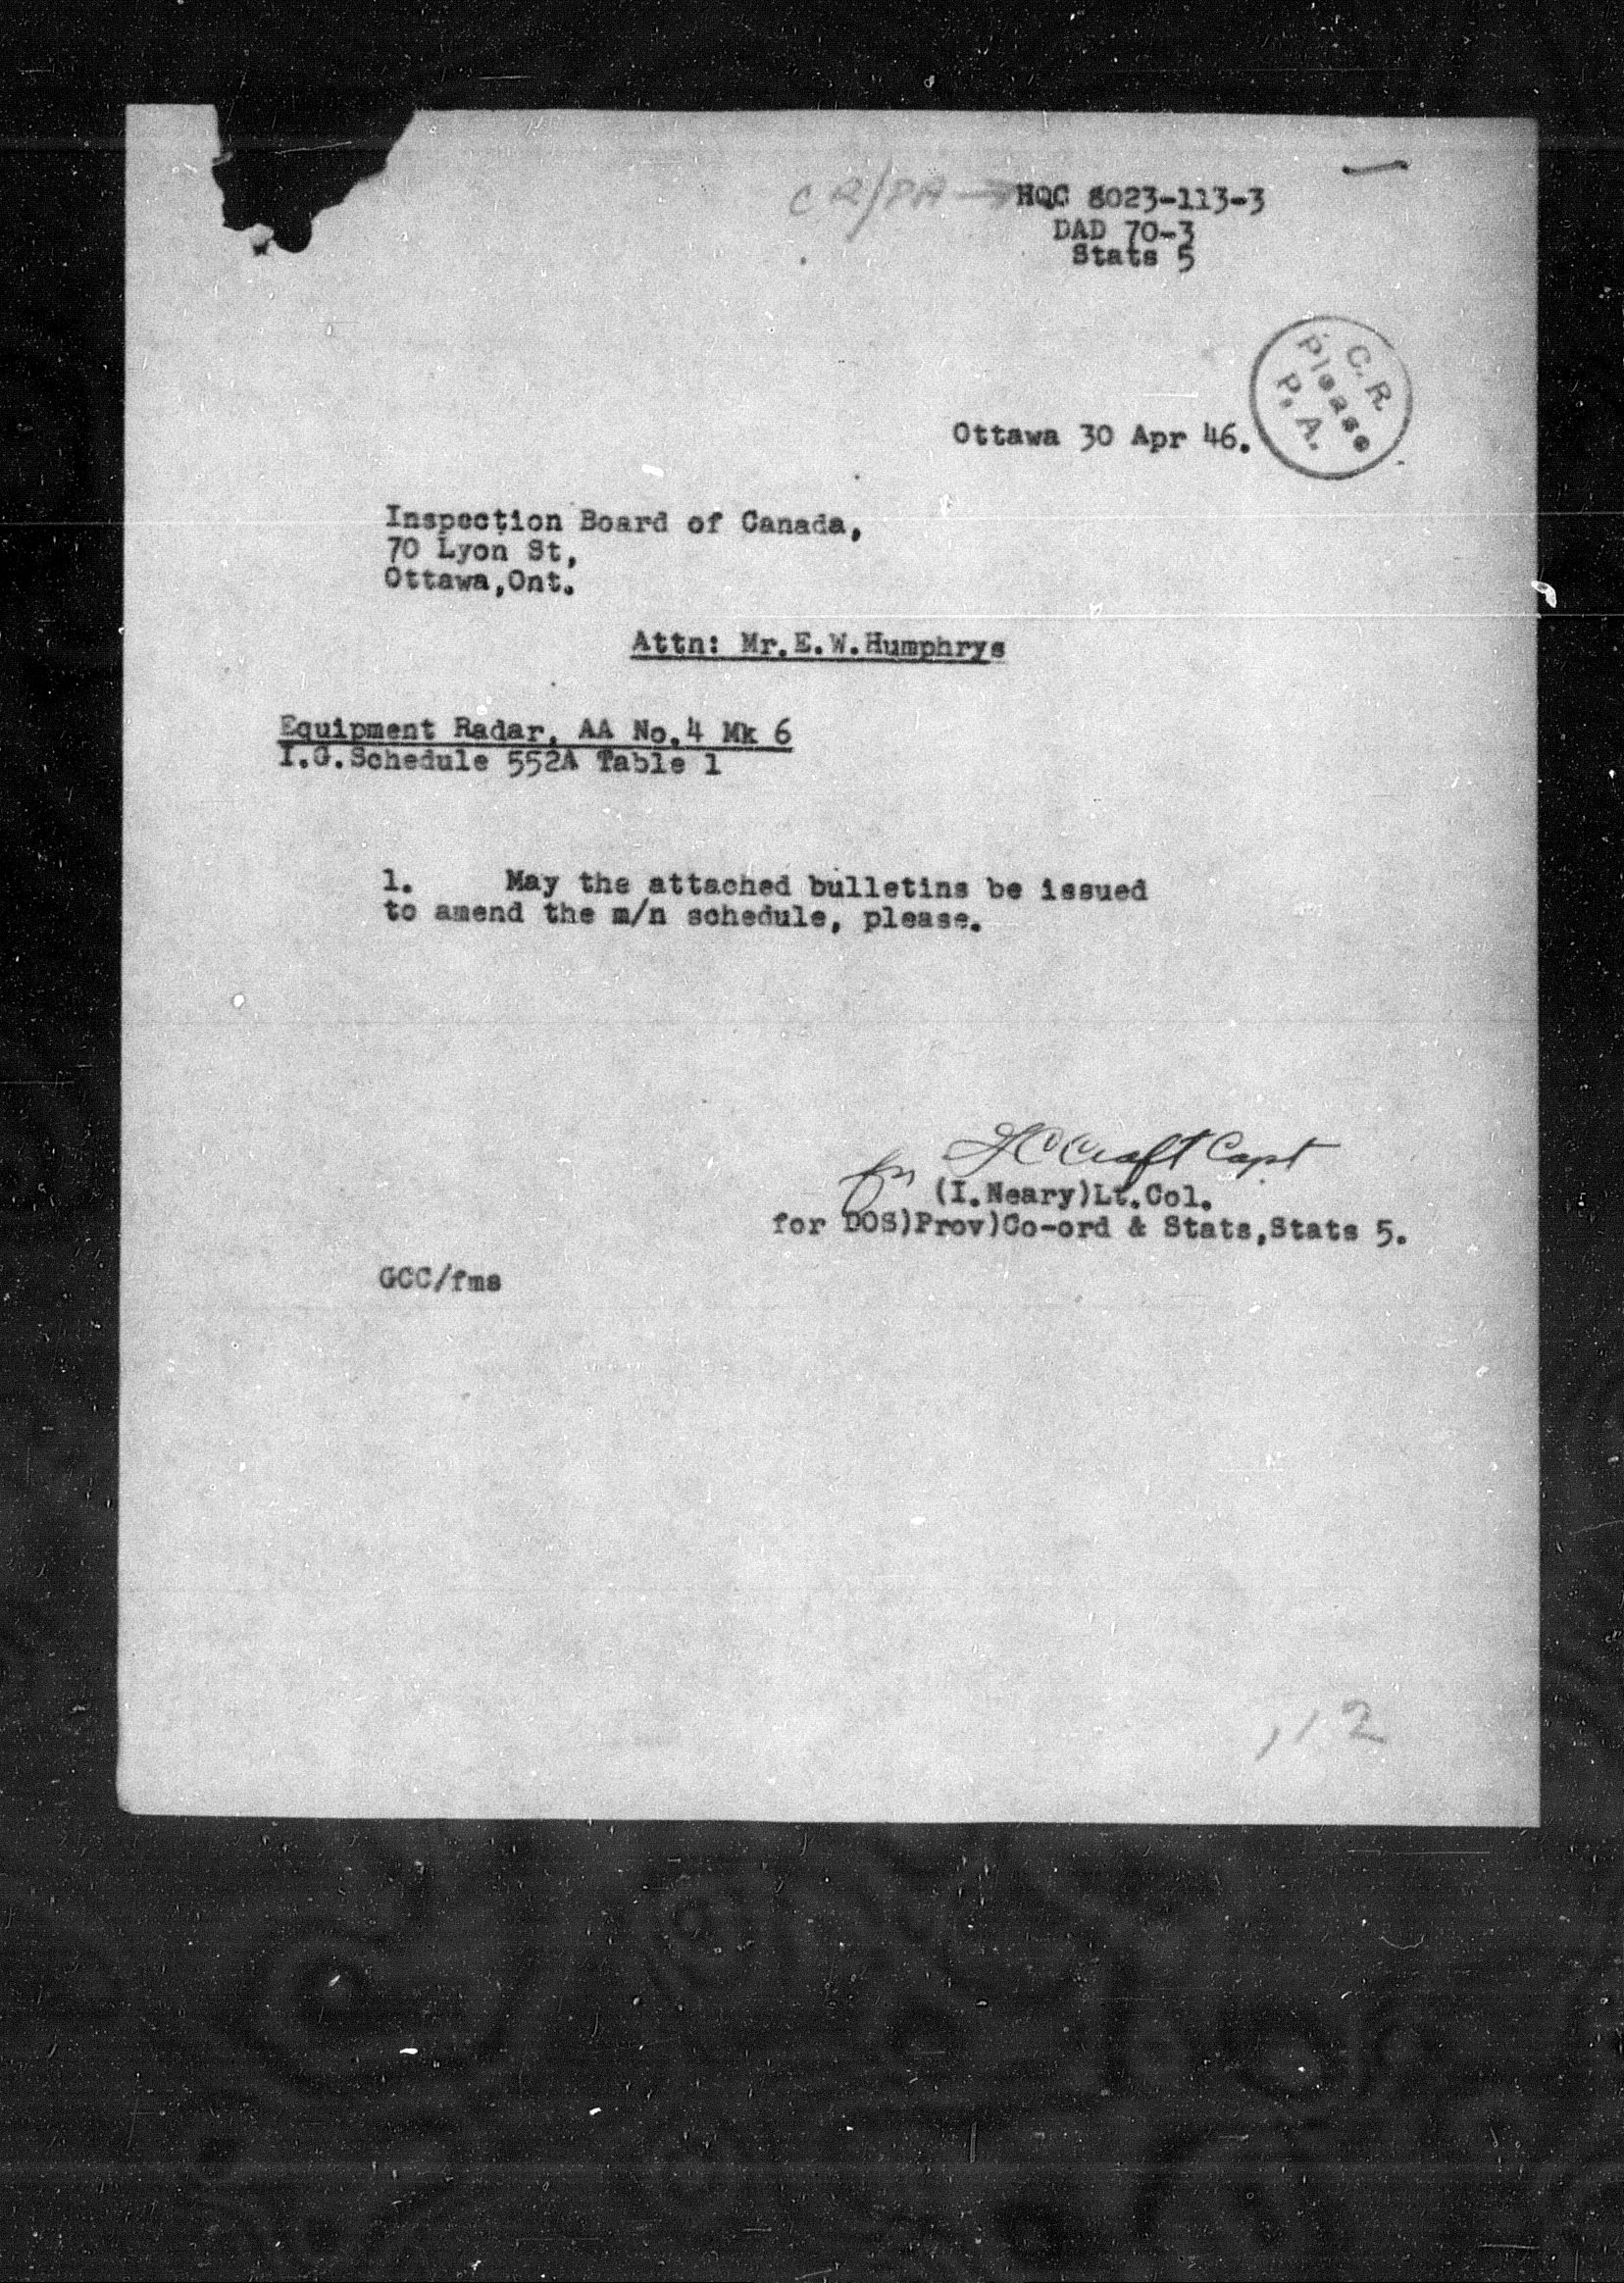 CR/PA → HQC 8023-113-3
DAD 70-3
Stats 5
C.R.
Please
P.A.
Ottawa 30 Apr 46.
Inspection Board of Canada,
70 Lyon St,
Ottawa,Ont.
Attn: Mr.E.W.Humphrys
Equipment Radar, AA No.4 Mk 6
I.G.Schedule 552A Table 1
1. May the attached bulletins be issued
to amend the m/n schedule, please.
Craft Capt
for (I.Neary)Lt.Col.
for DOS)Prov)Co-ord & Stats,Stats 5.
GCC/fms
112